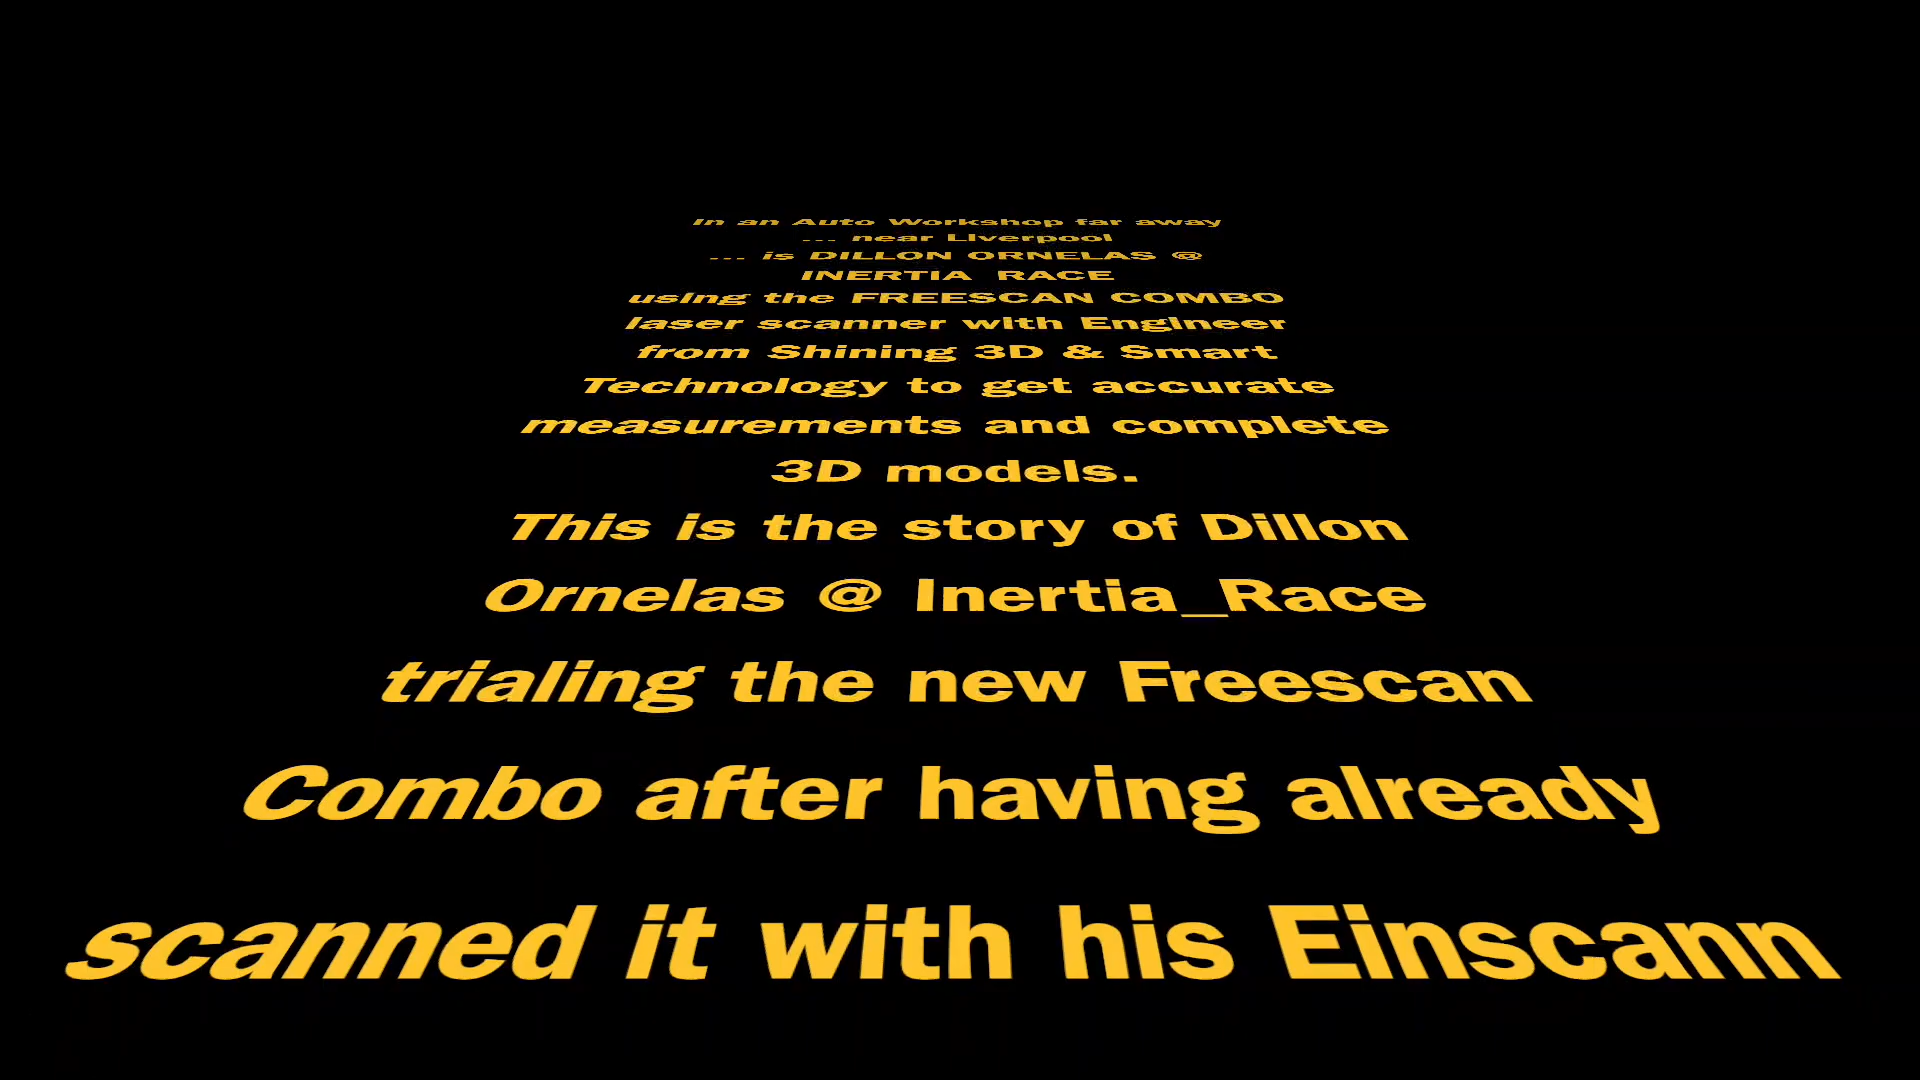 In an Auto Workshop far away
... near Liverpool
... is DILLON ORNELAS @
INERTIA_RACE
using the FREESCAN COMBO
laser scanner with Engineer
from Shining 3D & Smart
Technology to get accurate
measurements and complete
3D models.
This is the story of Dillon
Ornelas @ Inertia_Race
trialing the new Freescan
Combo after having already
scanned it with his Einscann